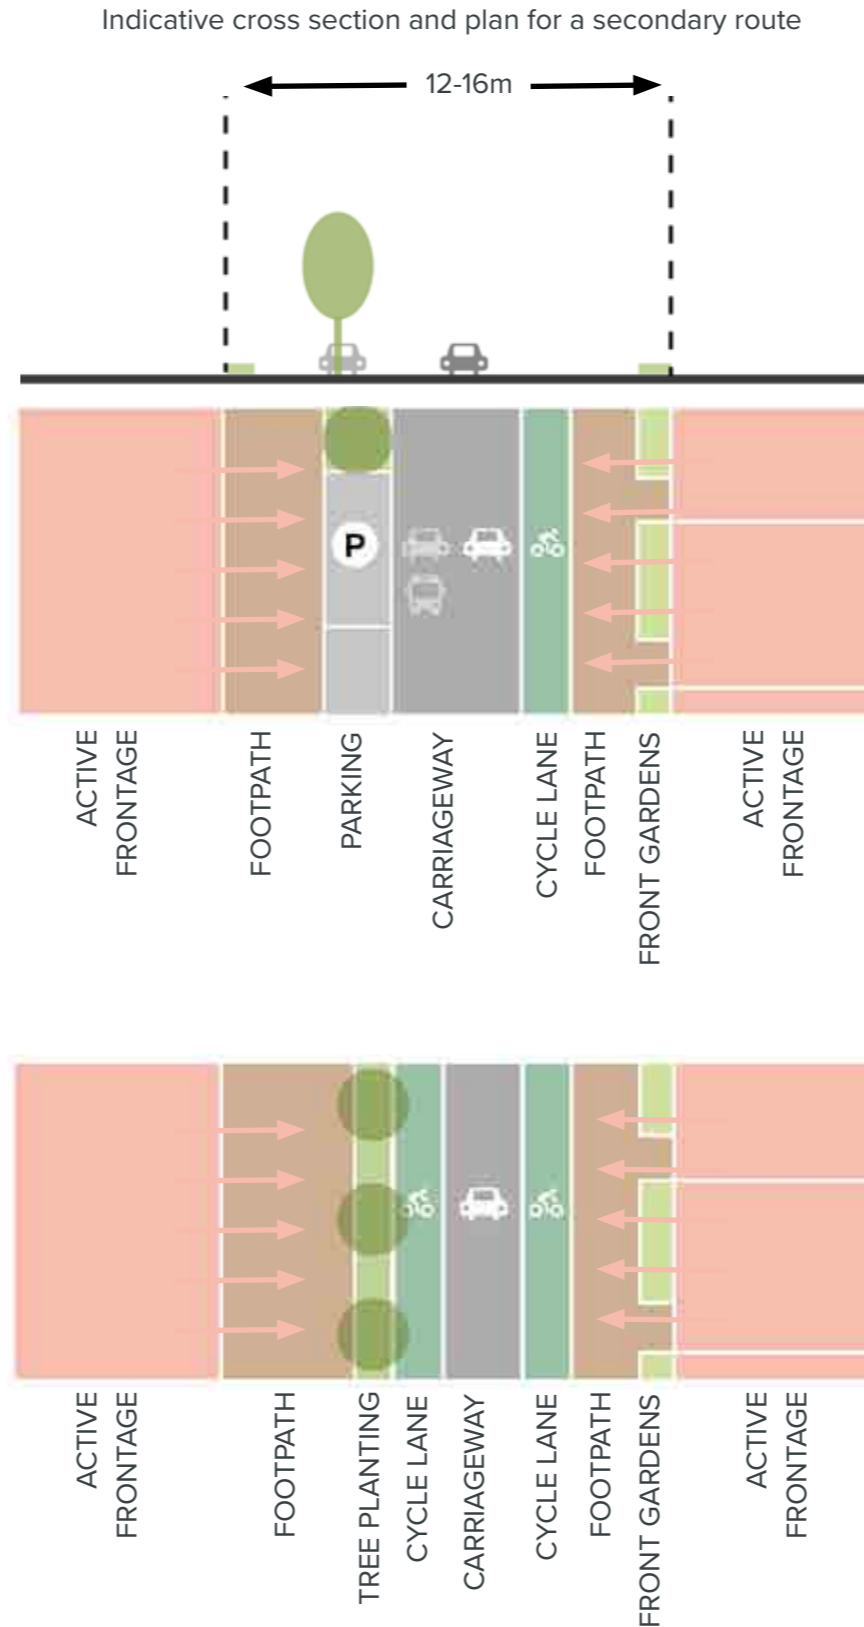 Indicative cross section and plan for a secondary route
12-16m
P
ACTIVE
FRONTAGE
FOOTPATH
PARKING
CARRIAGEWAY
CYCLE LANE
FOOTPATH
FRONT GARDENS
ACTIVE
FRONTAGE
ACTIVE
FRONTAGE
FOOTPATH
TREE PLANTING
CYCLE LANE
CARRIAGEWAY
CYCLE LANE
FOOTPATH
FRONT GARDENS
ACTIVE
FRONTAGE